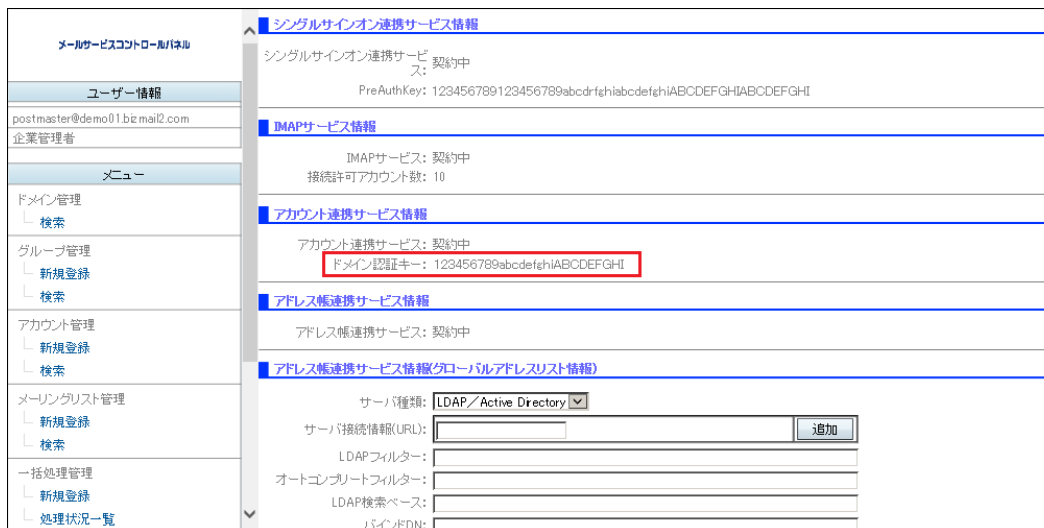 メールサービスコントロールパネル
ユーザー情報
postmaster@demo01.bizmail2.com
企業管理者
メニュー
ドメイン管理
検索
グループ管理
新規登録
検索
アカウント管理
新規登録
検索
メーリングリスト管理
新規登録
検索
一括処理管理
新規登録
処理状況一覧
シングルサインオン連携サービス情報
シングルサインオン連携サービ
ス: 契約中
PreAuthKey: 123456789123456789abcdrfghiabcdefghiABCDEFGHIABCDEFGHI
IMAPサービス情報
IMAPサービス: 契約中
接続許可アカウント数: 10
アカウント連携サービス情報
アカウント連携サービス: 契約中
ドメイン認証キー: 123456789abcdefghiABCDEFGHI
アドレス帳連携サービス情報
アドレス帳連携サービス: 契約中
アドレス帳連携サービス情報(グローバルアドレスリスト情報)
サーバ種類: LDAP／Active Directory
サーバ接続情報(URL): 追加
LDAPフィルター:
オートコンプリートフィルター:
LDAP検索ベース:
バインドDN: